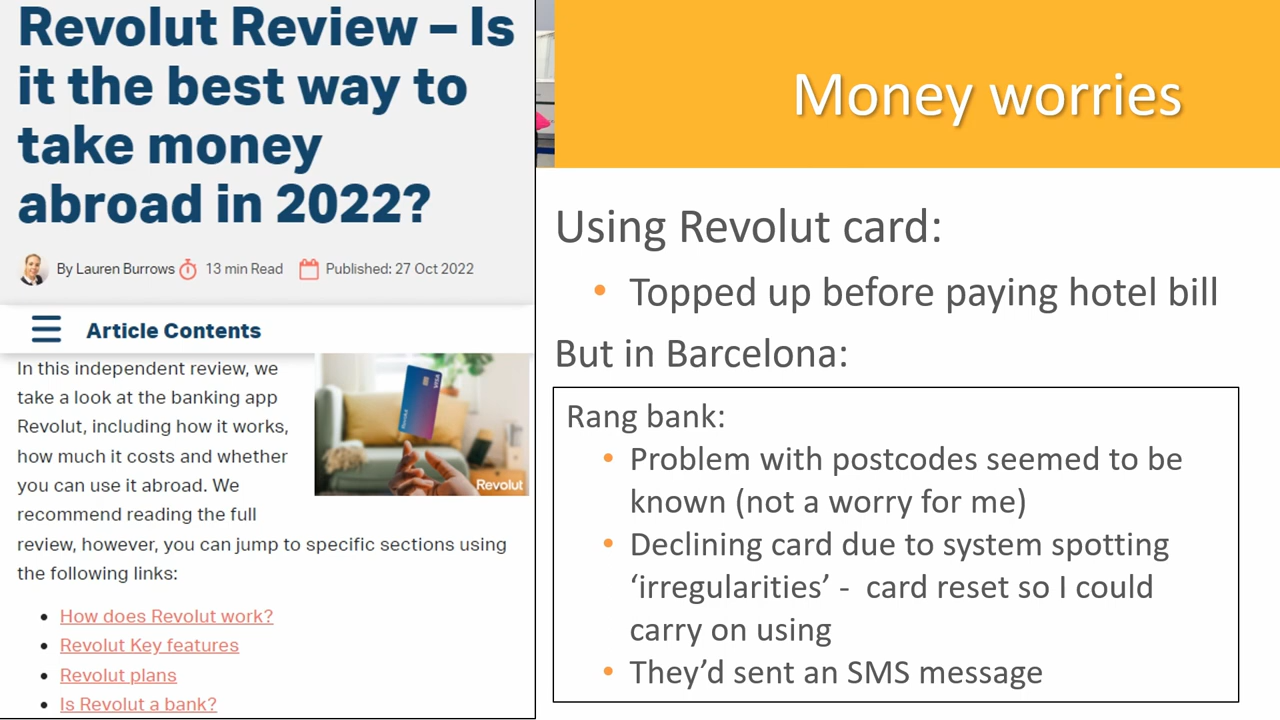 Revolut Review – Is
it the best way to
take money
abroad in 2022?
By Lauren Burrows 13 min Read Published: 27 Oct 2022
Article Contents
In this independent review, we
take a look at the banking app
Revolut, including how it works,
how much it costs and whether
you can use it abroad. We
recommend reading the full
review, however, you can jump to specific sections using
the following links:
Revolut
• How does Revolut work?
• Revolut Key features
• Revolut plans
• Is Revolut a bank?
Money worries
Using Revolut card:
• Topped up before paying hotel bill
But in Barcelona:
Rang bank:
• Problem with postcodes seemed to be
known (not a worry for me)
• Declining card due to system spotting
‘irregularities’ - card reset so I could
carry on using
• They’d sent an SMS message